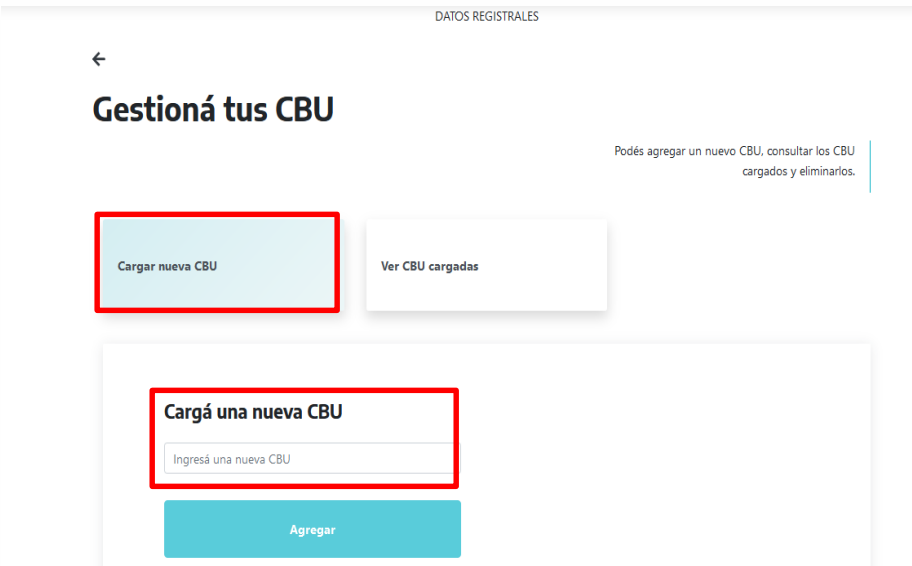 DATOS REGISTRALES
Gestioná tus CBU
Podés agregar un nuevo CBU, consultar los CBU
cargados y eliminarlos.
Cargar nueva CBU
Ver CBU cargadas
Cargá una nueva CBU
Ingresá una nueva CBU
Agregar